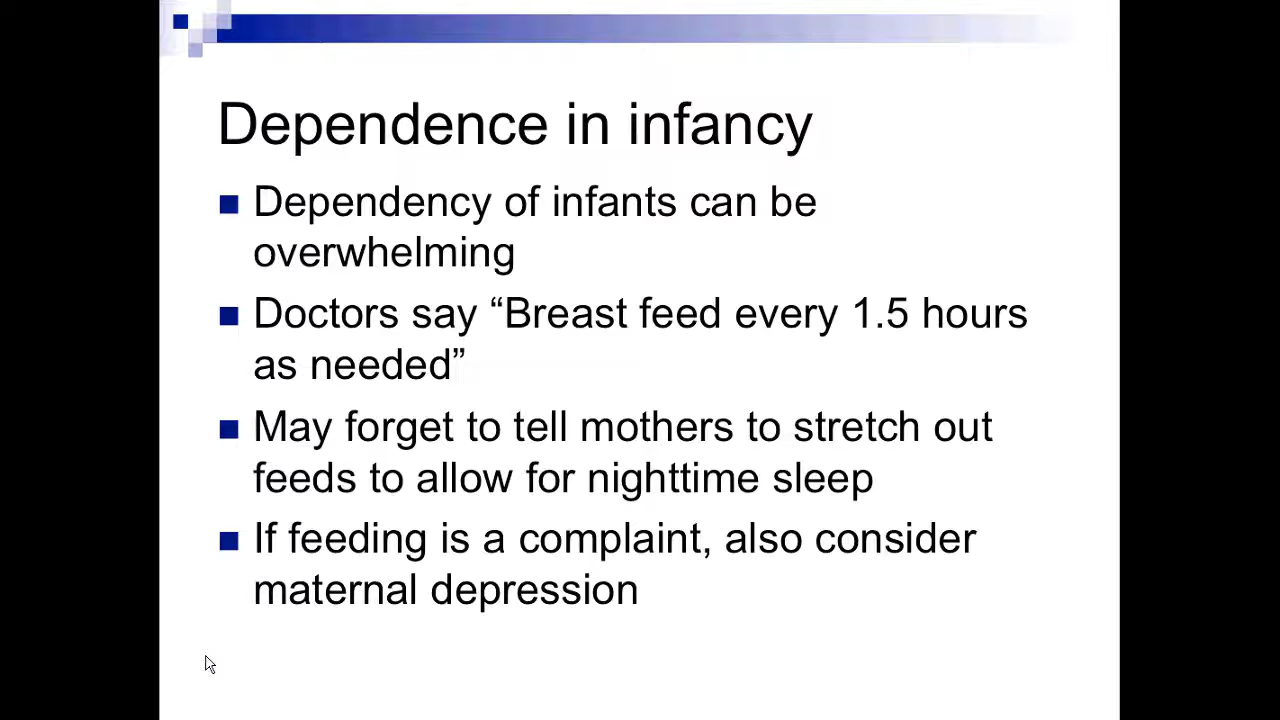 Dependence in infancy
Dependency of infants can be
overwhelming
Doctors say “Breast feed every 1.5 hours
as needed”
May forget to tell mothers to stretch out
feeds to allow for nighttime sleep
If feeding is a complaint, also consider
maternal depression